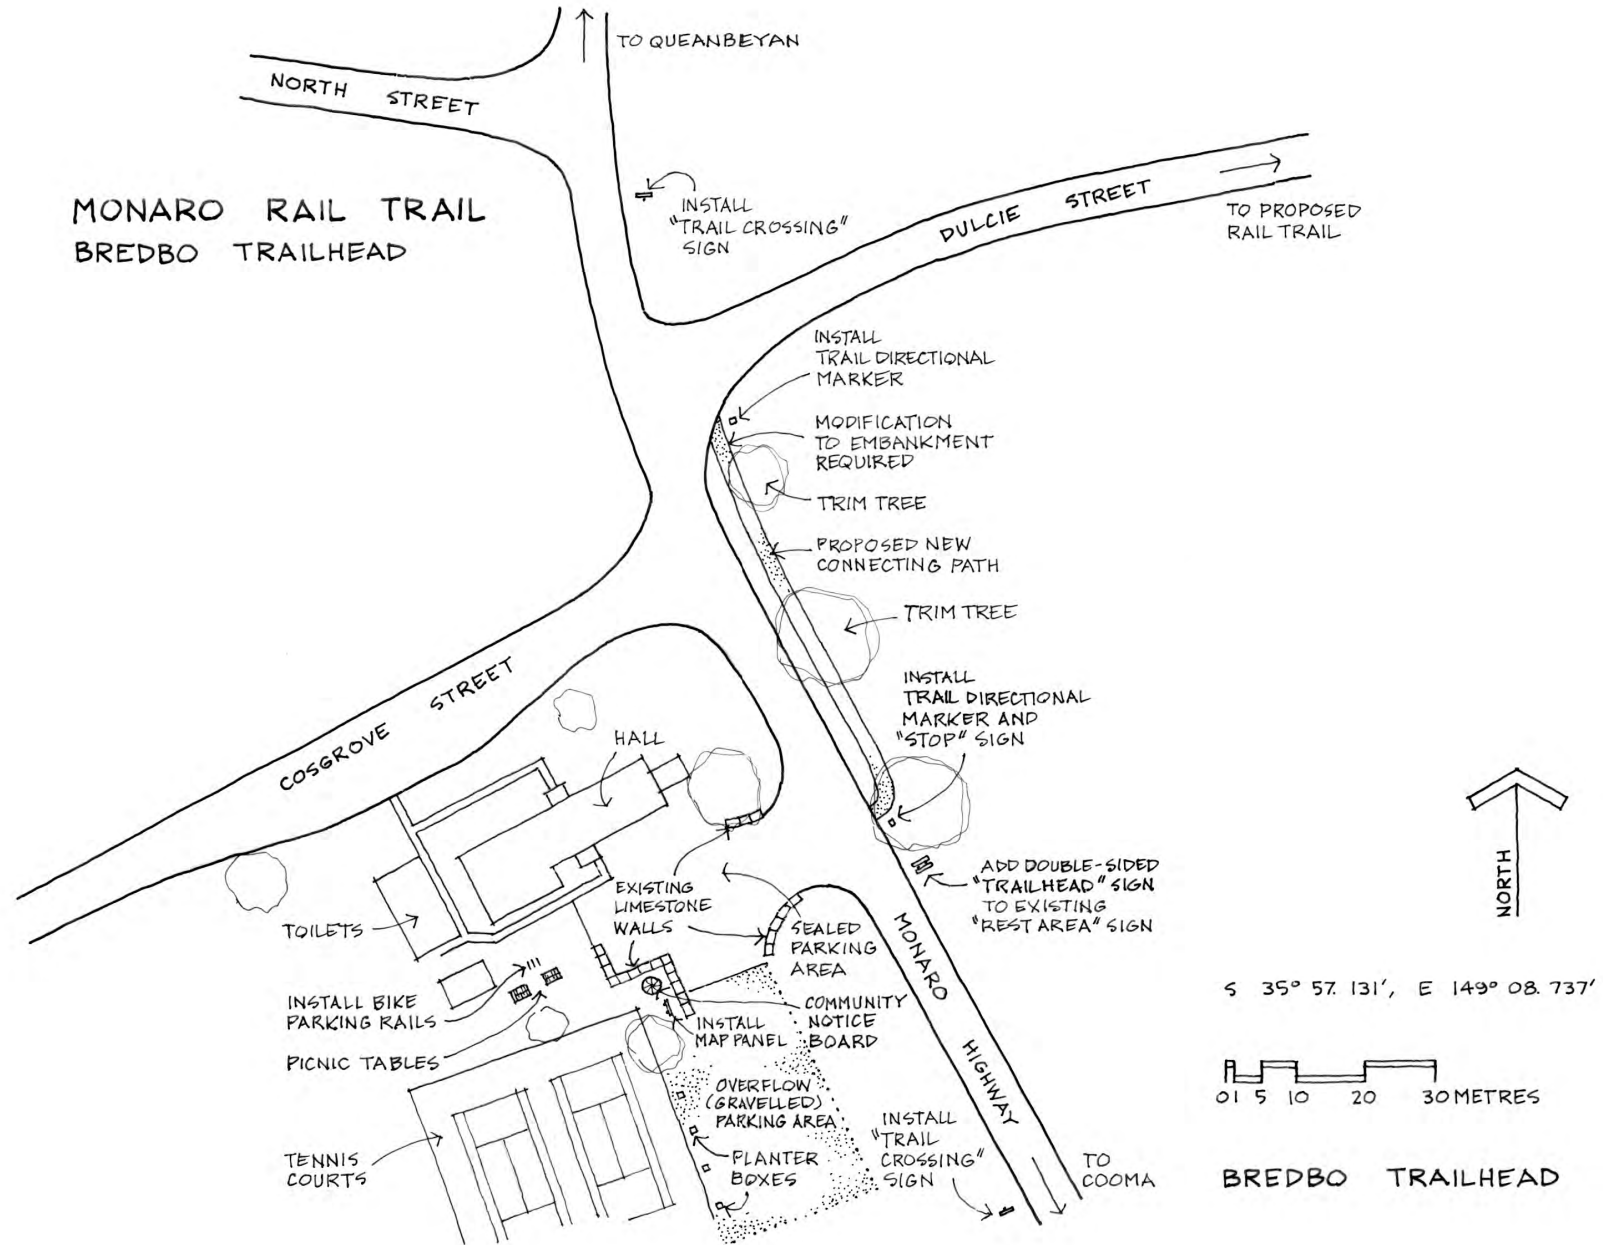 TO QUEANBEYAN
NORTH STREET
MONARO RAIL TRAIL
BREDBO TRAILHEAD
INSTALL
"TRAIL CROSSING"
SIGN
DULCIE STREET
TO PROPOSED
RAIL TRAIL
INSTALL
TRAIL DIRECTIONAL
MARKER
MODIFICATION
TO EMBANKMENT
REQUIRED
TRIM TREE
PROPOSED NEW
CONNECTING PATH
TRIM TREE
INSTALL
TRAIL DIRECTIONAL
MARKER AND
"STOP" SIGN
COSGROVE STREET
HALL
ADD DOUBLE-SIDED
"TRAILHEAD" SIGN
TO EXISTING
"REST AREA" SIGN
NORTH
EXISTING
LIMESTONE
WALLS
TOILETS
SEALED
PARKING
AREA
MONARO HIGHWAY
INSTALL BIKE
PARKING RAILS
PICNIC TABLES
INSTALL
MAP PANEL
COMMUNITY
NOTICE
BOARD
S 35° 57. 131', E 149° 08. 737'
OVERFLOW
(GRAVELLED)
PARKING AREA
0 1 5 10 20 30 METRES
TENNIS
COURTS
PLANTER
BOXES
INSTALL
"TRAIL
CROSSING"
SIGN
TO
COOMA
BREDBO TRAILHEAD